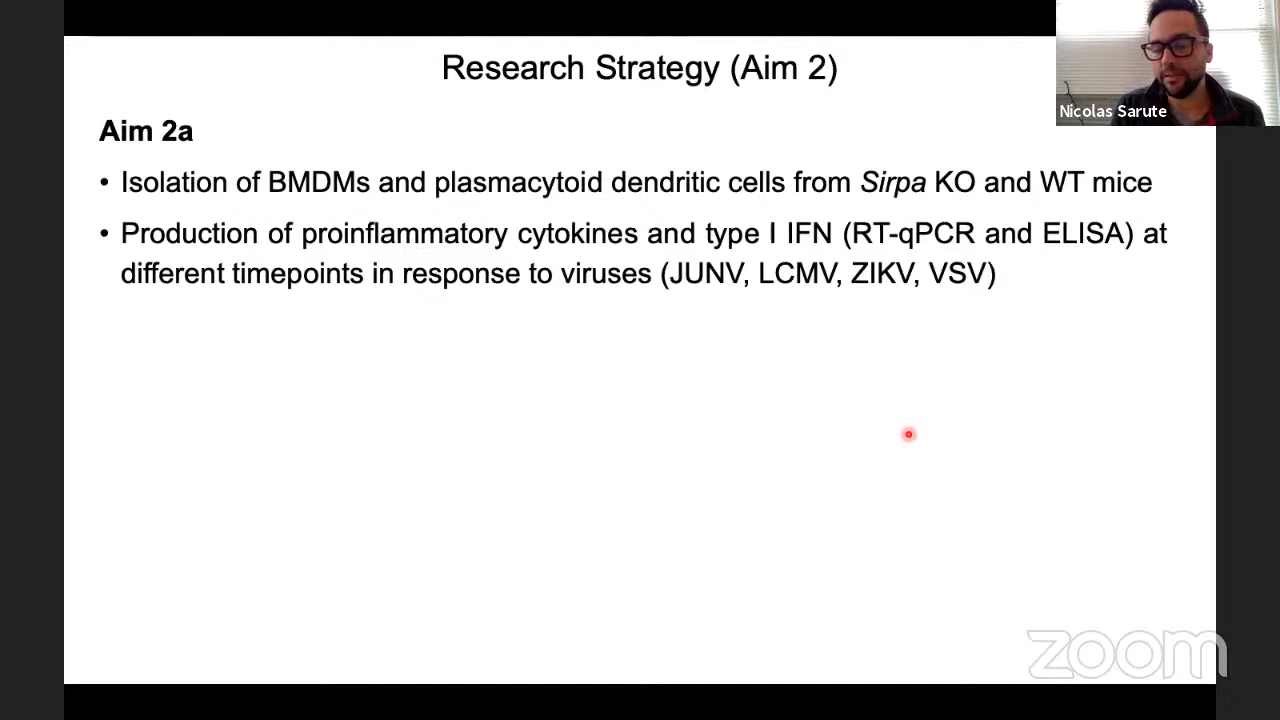 Research Strategy (Aim 2)
Nicolas Sarute
Aim 2a
• Isolation of BMDMs and plasmacytoid dendritic cells from Sirpa KO and WT mice
• Production of proinflammatory cytokines and type I IFN (RT-qPCR and ELISA) at
different timepoints in response to viruses (JUNV, LCMV, ZIKV, VSV)
zoom